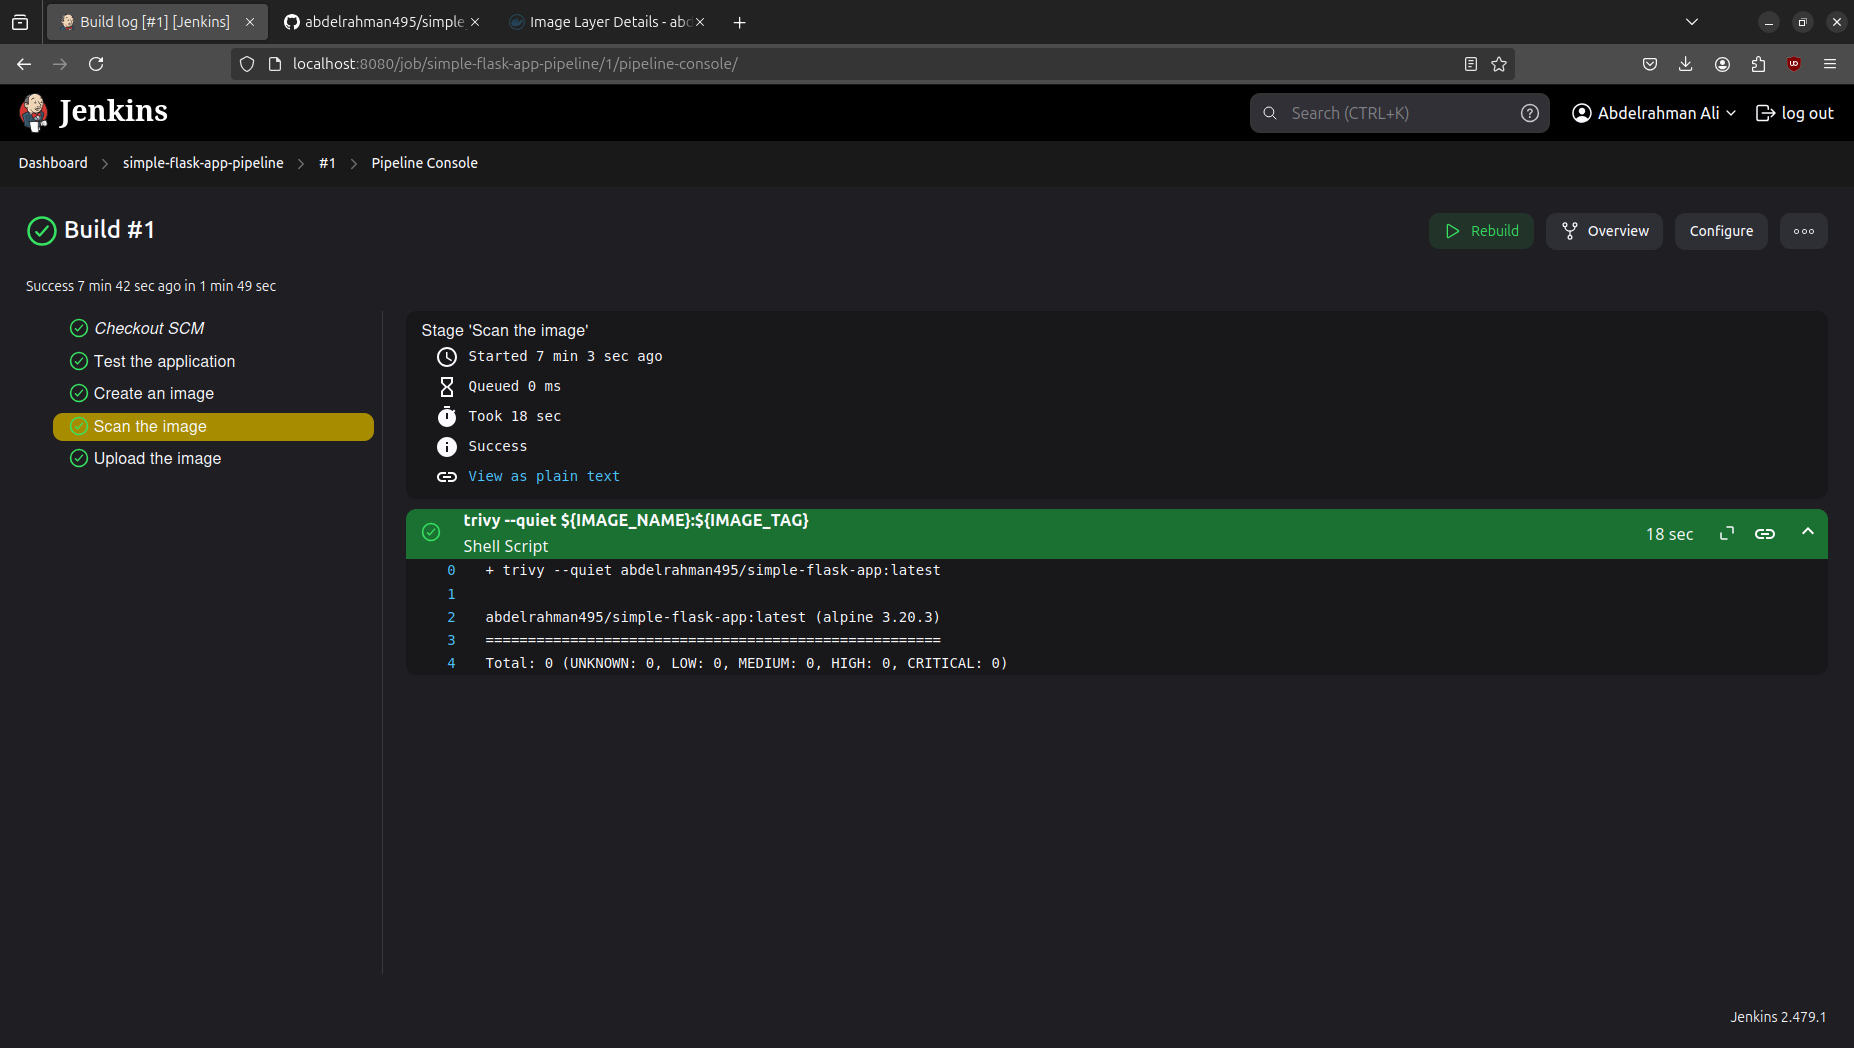 Build log [#1] [Jenkins]
abdelrahman495/simple
Image Layer Details - abd
localhost:8080/job/simple-flask-app-pipeline/1/pipeline-console/
Jenkins
Search (CTRL+K)
Abdelrahman Ali
log out
Dashboard
simple-flask-app-pipeline
#1
Pipeline Console
Build #1
Rebuild
Overview
Configure
Success 7 min 42 sec ago in 1 min 49 sec
Checkout SCM
Test the application
Create an image
Scan the image
Upload the image
Stage 'Scan the image'
Started 7 min 3 sec ago
Queued 0 ms
Took 18 sec
Success
View as plain text
trivy --quiet ${IMAGE_NAME}:${IMAGE_TAG}
Shell Script
18 sec
0 + trivy --quiet abdelrahman495/simple-flask-app:latest
1
2 abdelrahman495/simple-flask-app:latest (alpine 3.20.3)
3 ======================================================
4 Total: 0 (UNKNOWN: 0, LOW: 0, MEDIUM: 0, HIGH: 0, CRITICAL: 0)
Jenkins 2.479.1